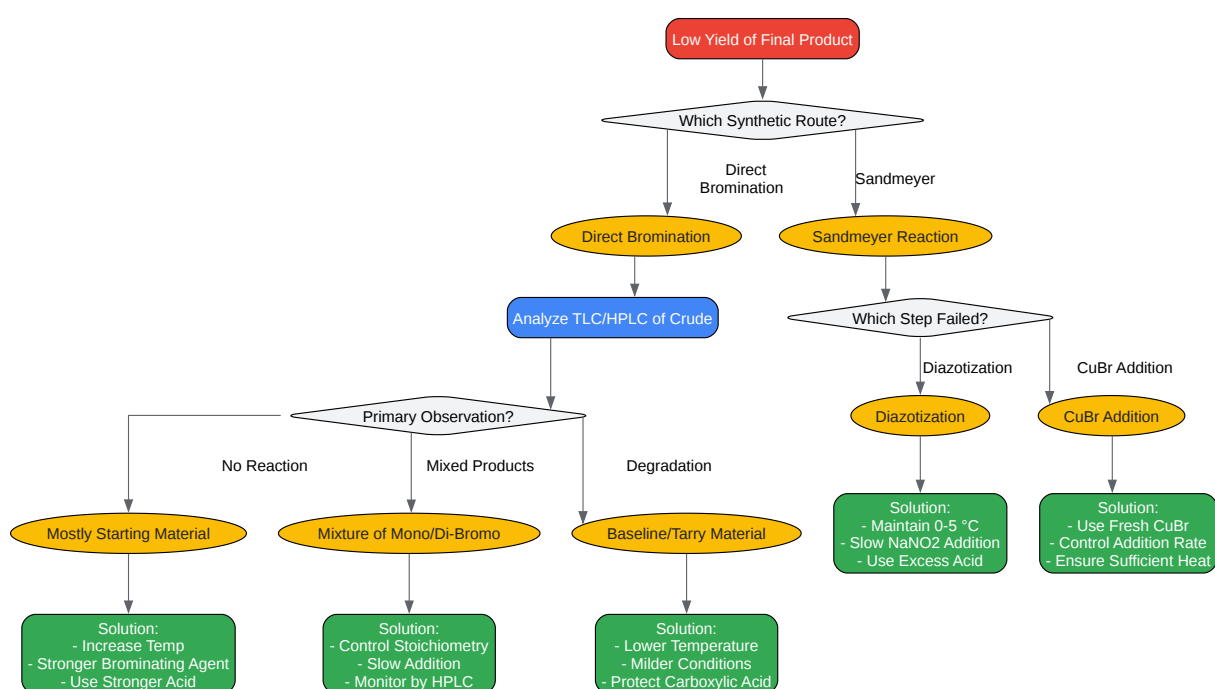 Low Yield of Final Product
Which Synthetic Route?
Direct
Bromination
Sandmeyer
Direct Bromination
Sandmeyer Reaction
Analyze TLC/HPLC of Crude
Which Step Failed?
Diazotization
CuBr Addition
Primary Observation?
Diazotization
CuBr Addition
No Reaction
Mixed Products
Degradation
Mostly Starting Material
Mixture of Mono/Di-Bromo
Baseline/Tarry Material
Solution:
- Maintain 0-5 °C
- Slow NaNO2 Addition
- Use Excess Acid
Solution:
- Use Fresh CuBr
- Control Addition Rate
- Ensure Sufficient Heat
Solution:
- Increase Temp
- Stronger Brominating Agent
- Use Stronger Acid
Solution:
- Control Stoichiometry
- Slow Addition
- Monitor by HPLC
Solution:
- Lower Temperature
- Milder Conditions
- Protect Carboxylic Acid